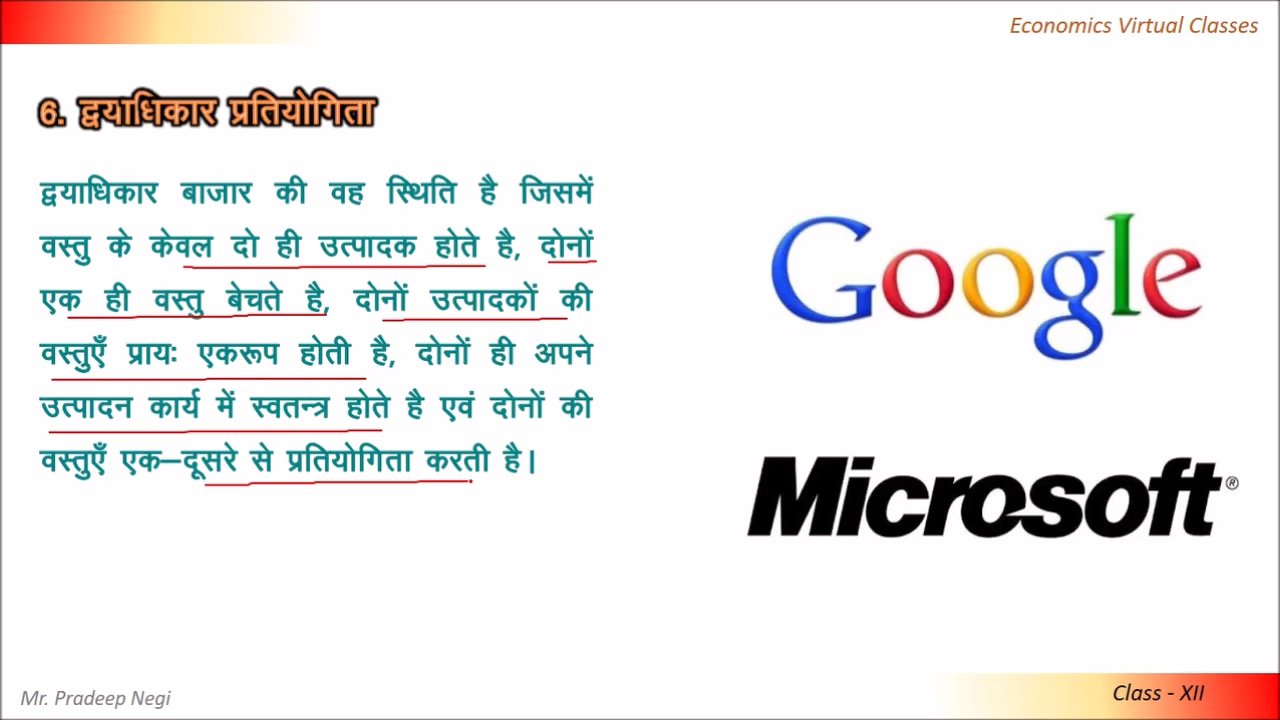 Economics Virtual Classes
6. द्वयाधिकार प्रतियोगिता
द्वयाधिकार बाजार की वह स्थिति है जिसमें
वस्तु के केवल दो ही उत्पादक होते है, दोनों
एक ही वस्तु बेचते है, दोनों उत्पादकों की
वस्तुएँ प्रायः एकरूप होती है, दोनों ही अपने
उत्पादन कार्य में स्वतन्त्र होते है एवं दोनों की
वस्तुएँ एक–दूसरे से प्रतियोगिता करती है।
Google
Microsoft®
Mr. Pradeep Negi
Class - XII